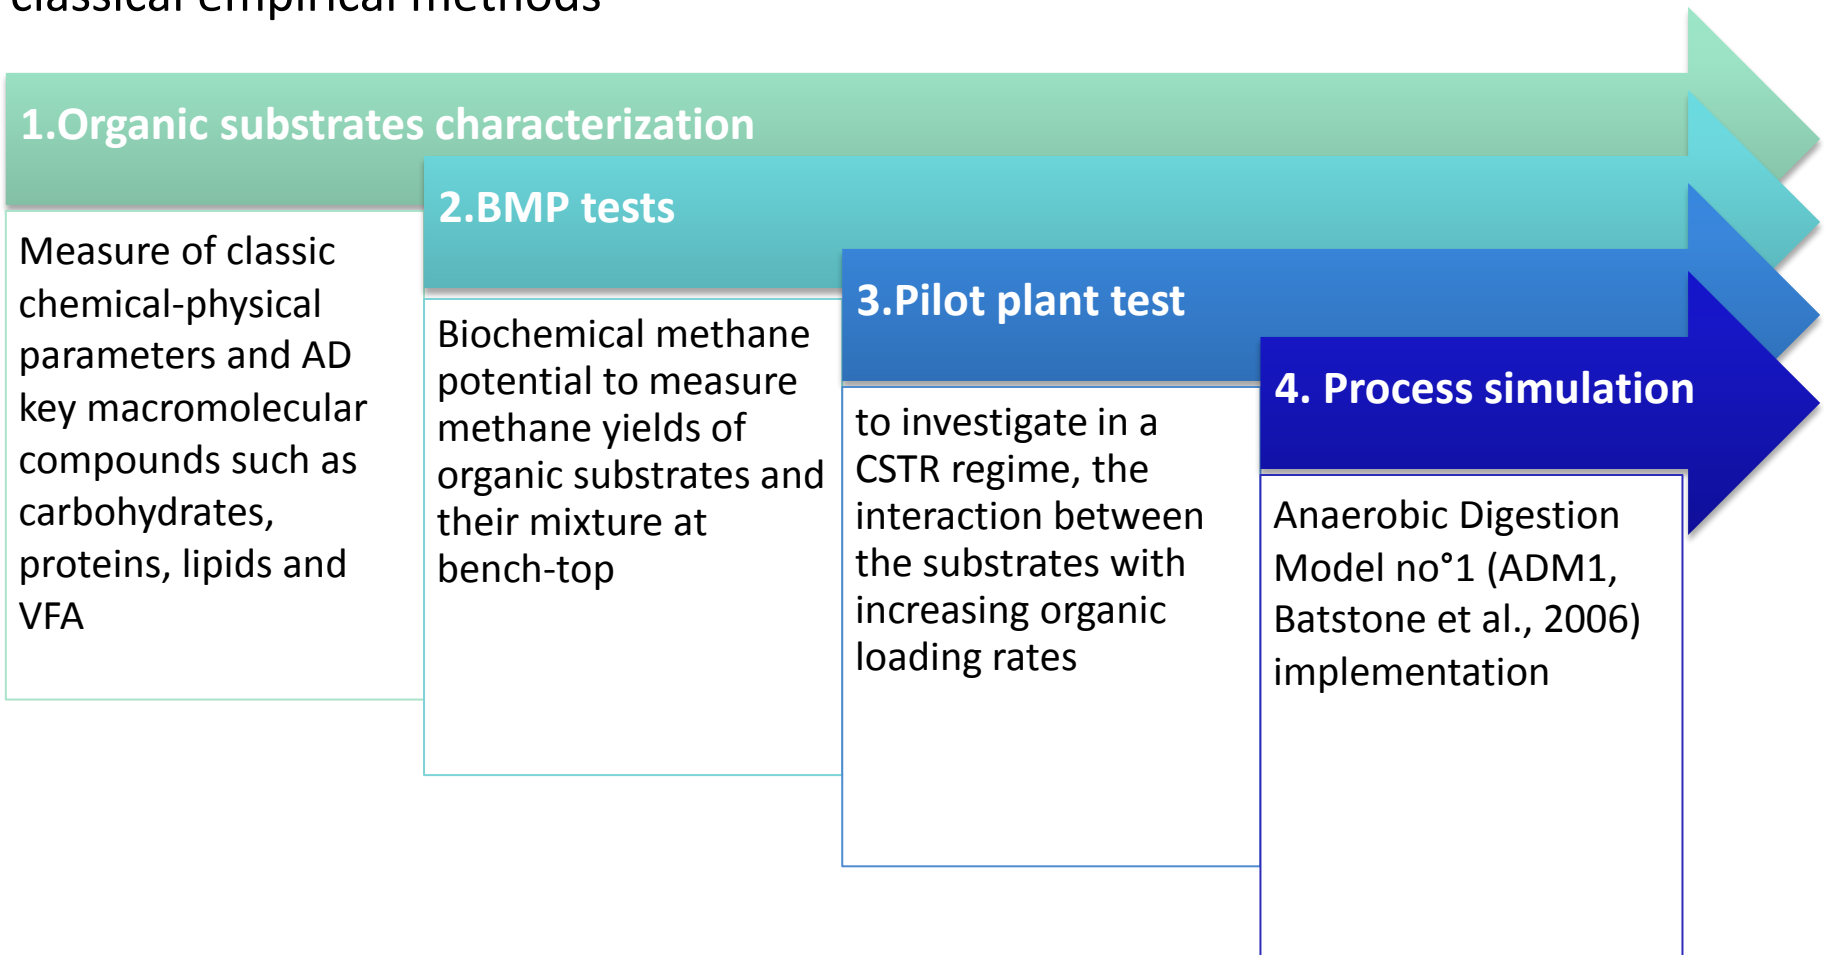 classical empirical methods
1.Organic substrates characterization
Measure of classic
chemical-physical
parameters and AD
key macromolecular
compounds such as
carbohydrates,
proteins, lipids and
VFA
2.BMP tests
Biochemical methane
potential to measure
methane yields of
organic substrates and
their mixture at
bench-top
3.Pilot plant test
to investigate in a
CSTR regime, the
interaction between
the substrates with
increasing organic
loading rates
4. Process simulation
Anaerobic Digestion
Model no°1 (ADM1,
Batstone et al., 2006)
implementation